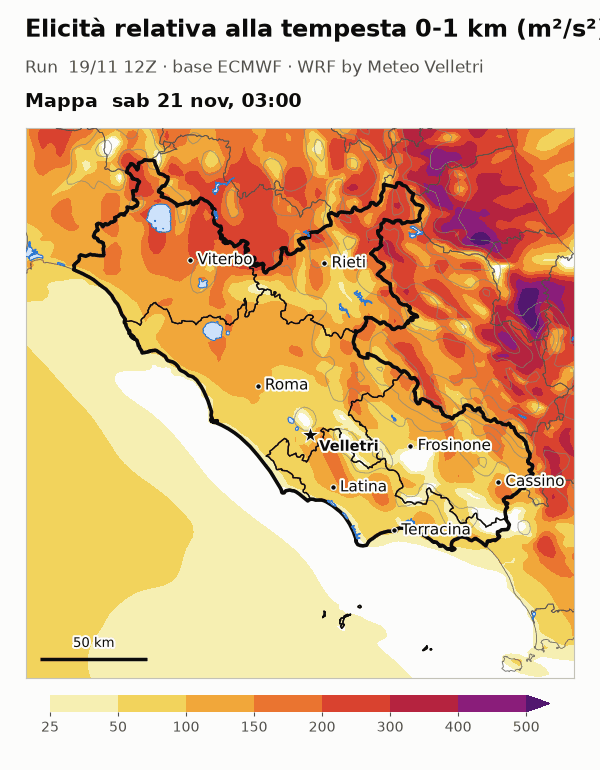 Elicità relativa alla tempesta 0-1 km (m²/s²)
Run  19/11 12Z · base ECMWF · WRF by Meteo Velletri
Mappa  sab 21 nov, 03:00
Viterbo
Rieti
Roma
Velletri
Frosinone
Latina
Cassino
Terracina
50 km
25 50 100 150 200 300 400 500